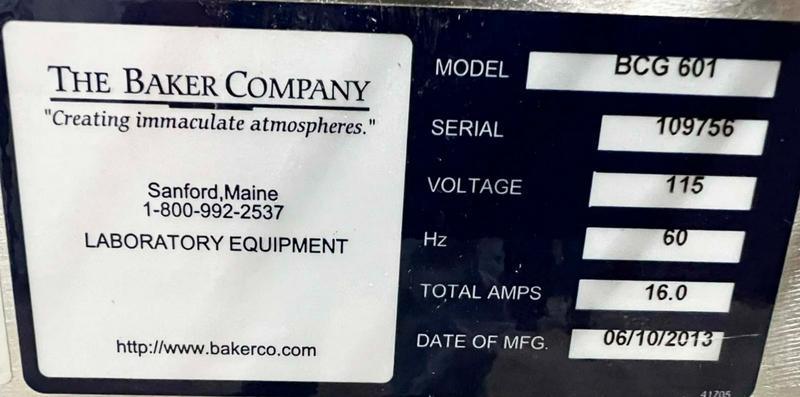 THE BAKER COMPANY
"Creating immaculate atmospheres."
Sanford,Maine
1-800-992-2537
LABORATORY EQUIPMENT
http://www.bakerco.com
MODEL BCG 601
SERIAL 109756
VOLTAGE 115
Hz 60
TOTAL AMPS 16.0
DATE OF MFG. 06/10/2013
41705